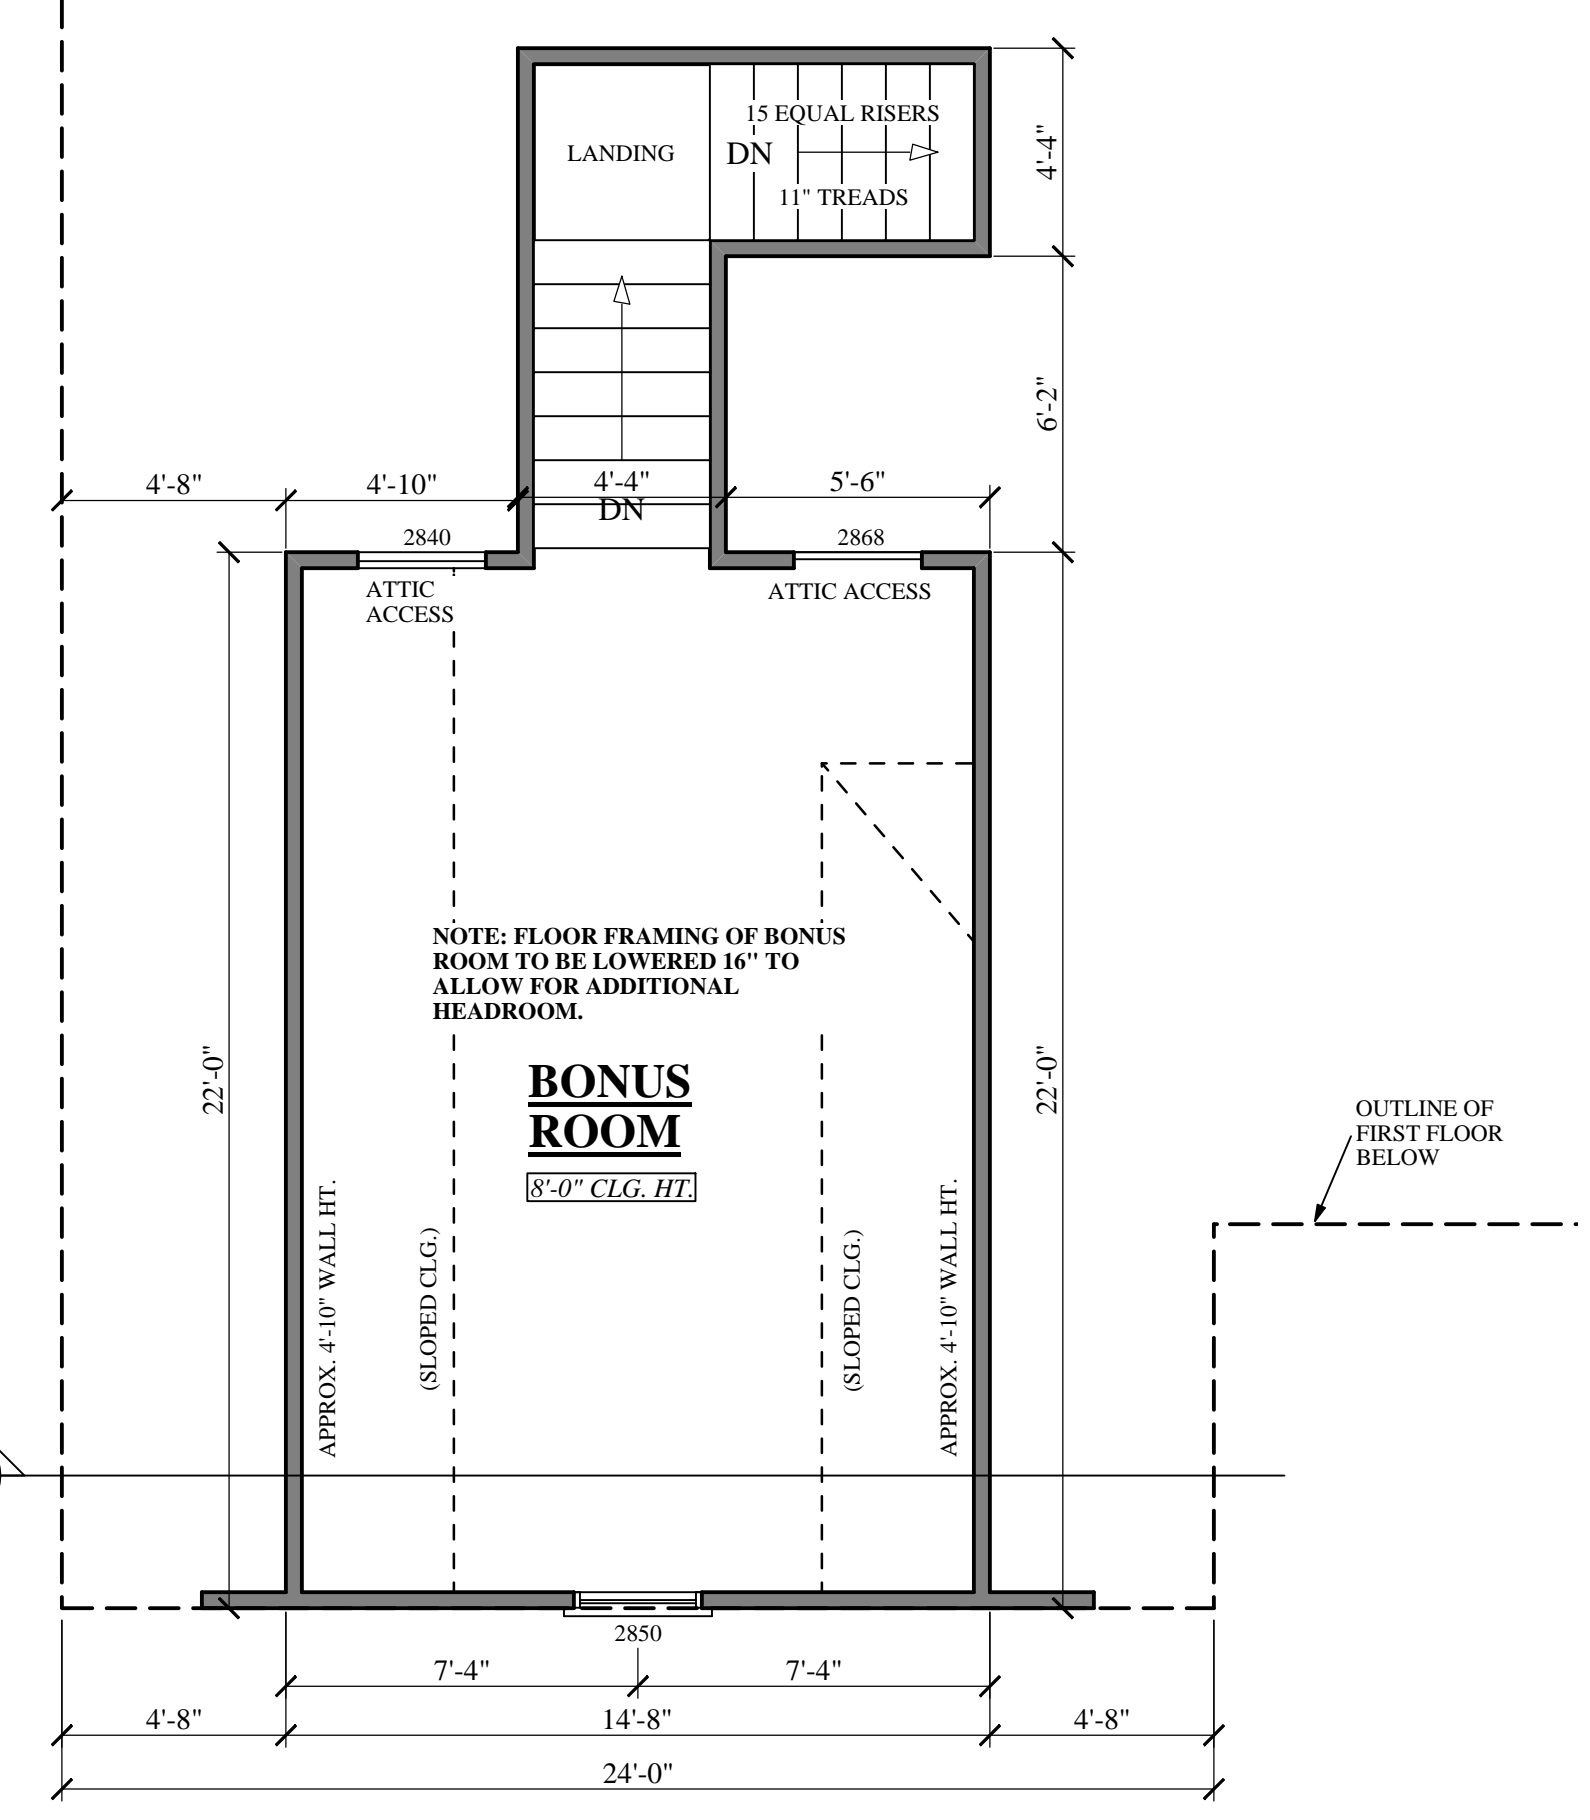 15 EQUAL RISERS
LANDING
DN
11" TREADS
4'-4"
6'-2"
4'-8"
4'-10"
4'-4"
5'-6"
DN
2840
2868
ATTIC
ACCESS
ATTIC ACCESS
NOTE: FLOOR FRAMING OF BONUS
ROOM TO BE LOWERED 16" TO
ALLOW FOR ADDITIONAL
HEADROOM.
22'-0"
BONUS
ROOM
8'-0" CLG. HT.
22'-0"
OUTLINE OF
FIRST FLOOR
BELOW
APPROX. 4'-10" WALL HT.
(SLOPED CLG.)
(SLOPED CLG.)
APPROX. 4'-10" WALL HT.
2850
7'-4"
7'-4"
4'-8"
14'-8"
4'-8"
24'-0"